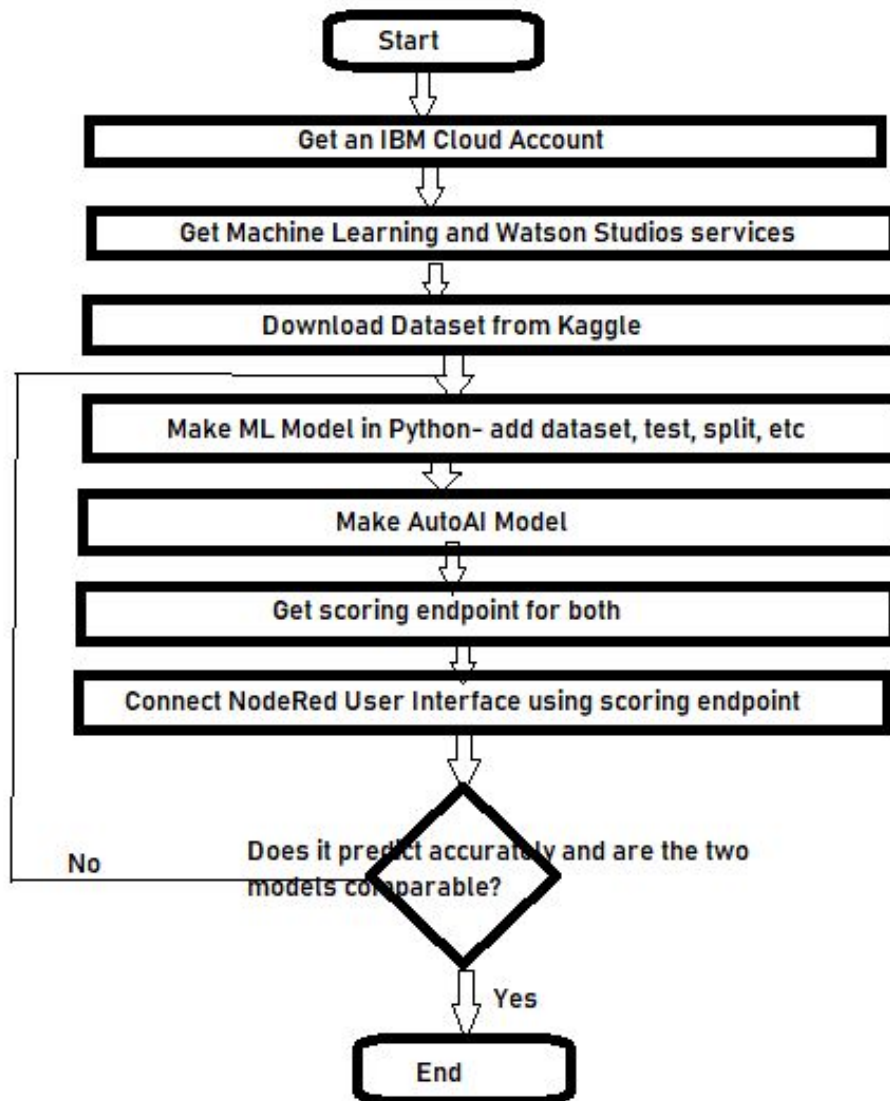 Start
Get an IBM Cloud Account
Get Machine Learning and Watson Studios services
Download Dataset from Kaggle
Make ML Model in Python- add dataset, test, split, etc
Make AutoAI Model
Get scoring endpoint for both
Connect NodeRed User Interface using scoring endpoint
Does it predict accurately and are the two
models comparable?
No
Yes
End